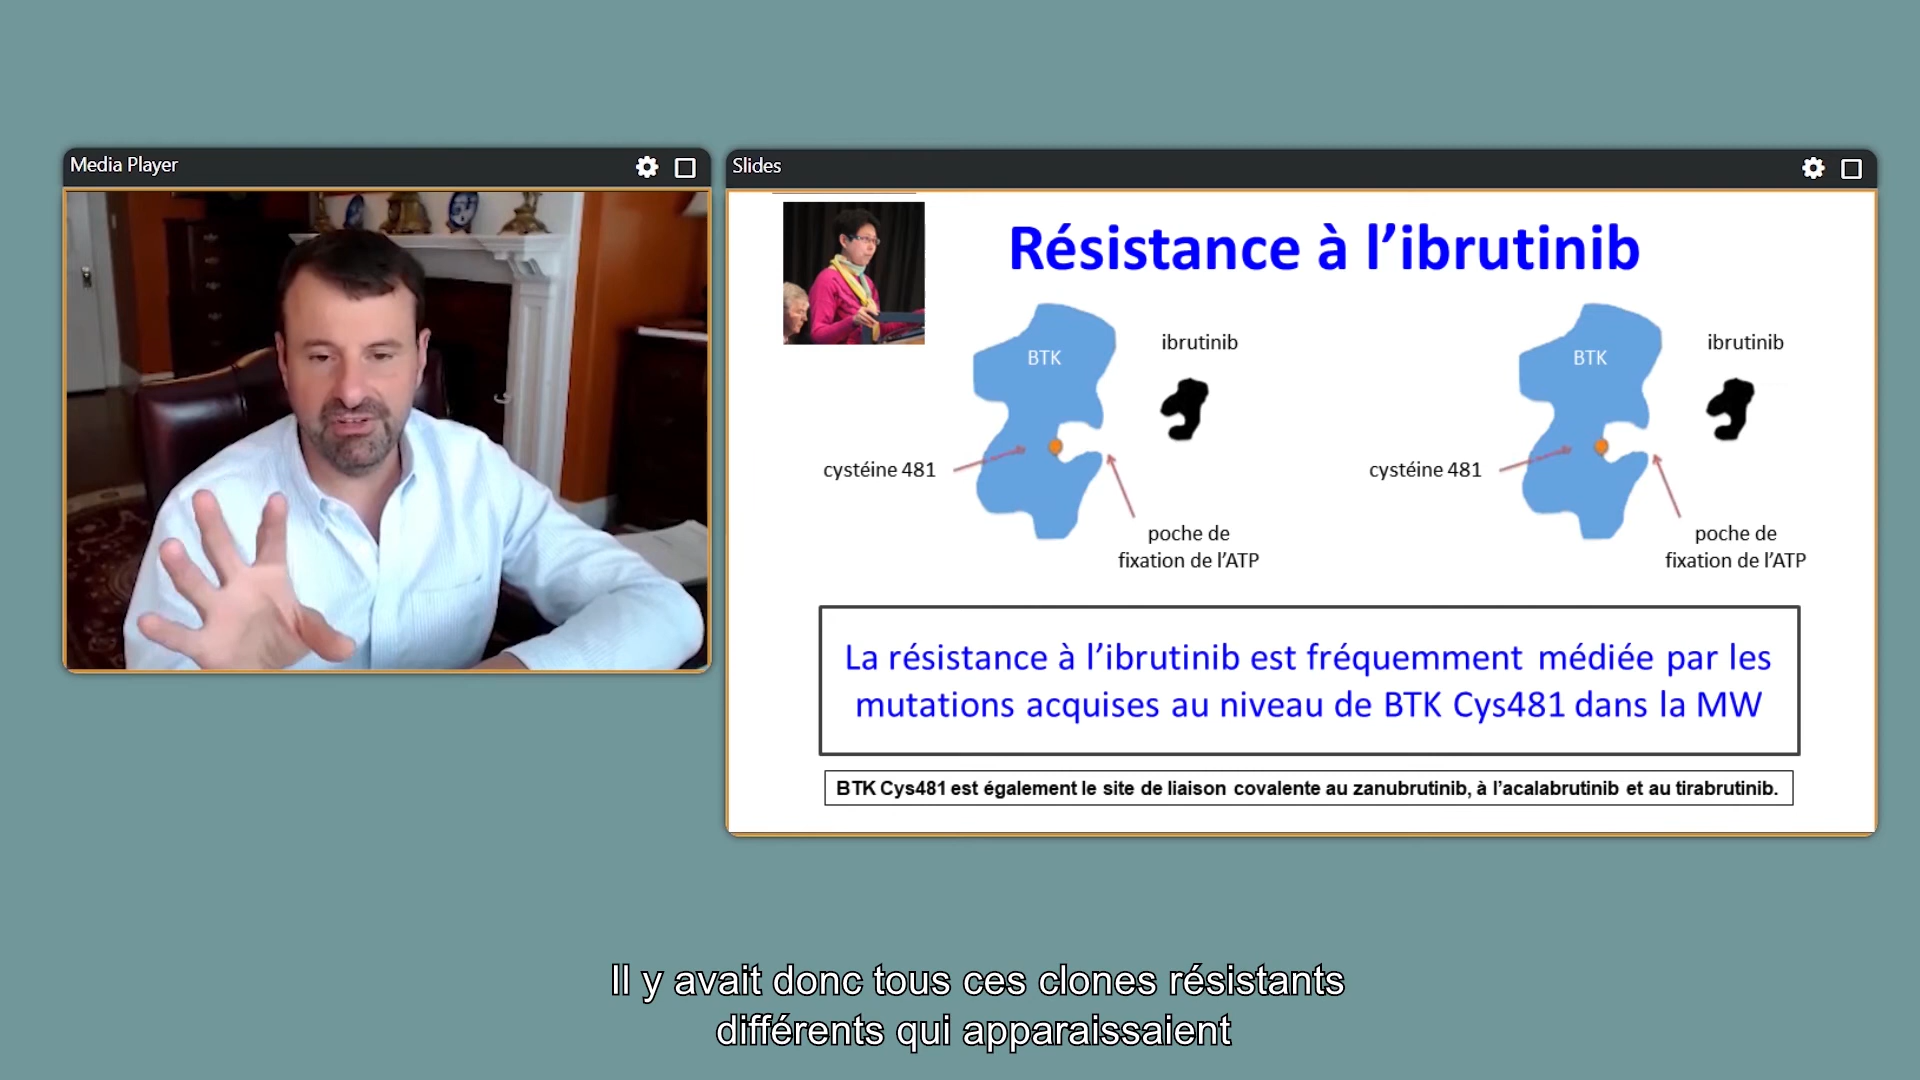 Media Player
Slides
Résistance à l’ibrutinib
BTK
ibrutinib
cystéine 481
poche de
fixation de l’ATP
BTK
ibrutinib
cystéine 481
poche de
fixation de l’ATP
La résistance à l’ibrutinib est fréquemment médiée par les
mutations acquises au niveau de BTK Cys481 dans la MW
BTK Cys481 est également le site de liaison covalente au zanubrutinib, à l’acalabrutinib et au tirabrutinib.
Il y avait donc tous ces clones résistants
différents qui apparaissaient